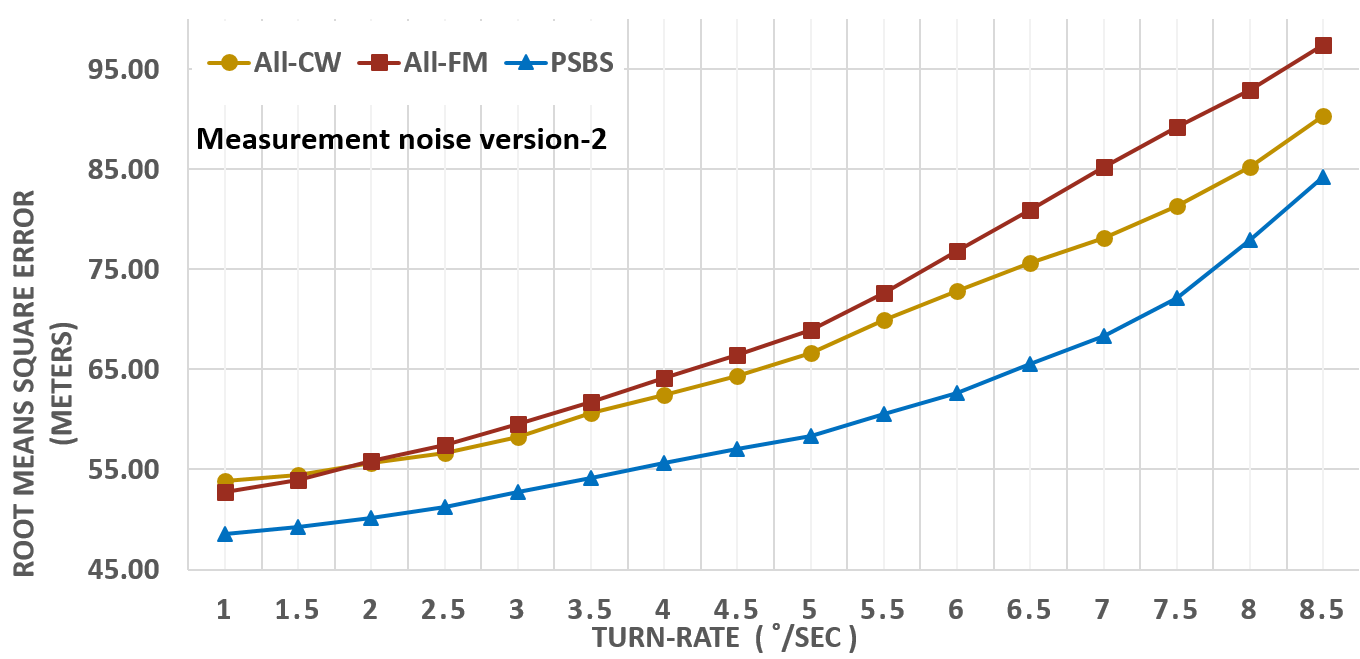 All-CW All-FM PSBS
Measurement noise version-2
ROOT MEANS SQUARE ERROR
(METERS)
95.00
85.00
75.00
65.00
55.00
45.00
1 1.5 2 2.5 3 3.5 4 4.5 5 5.5 6 6.5 7 7.5 8 8.5
TURN-RATE ( °/SEC )